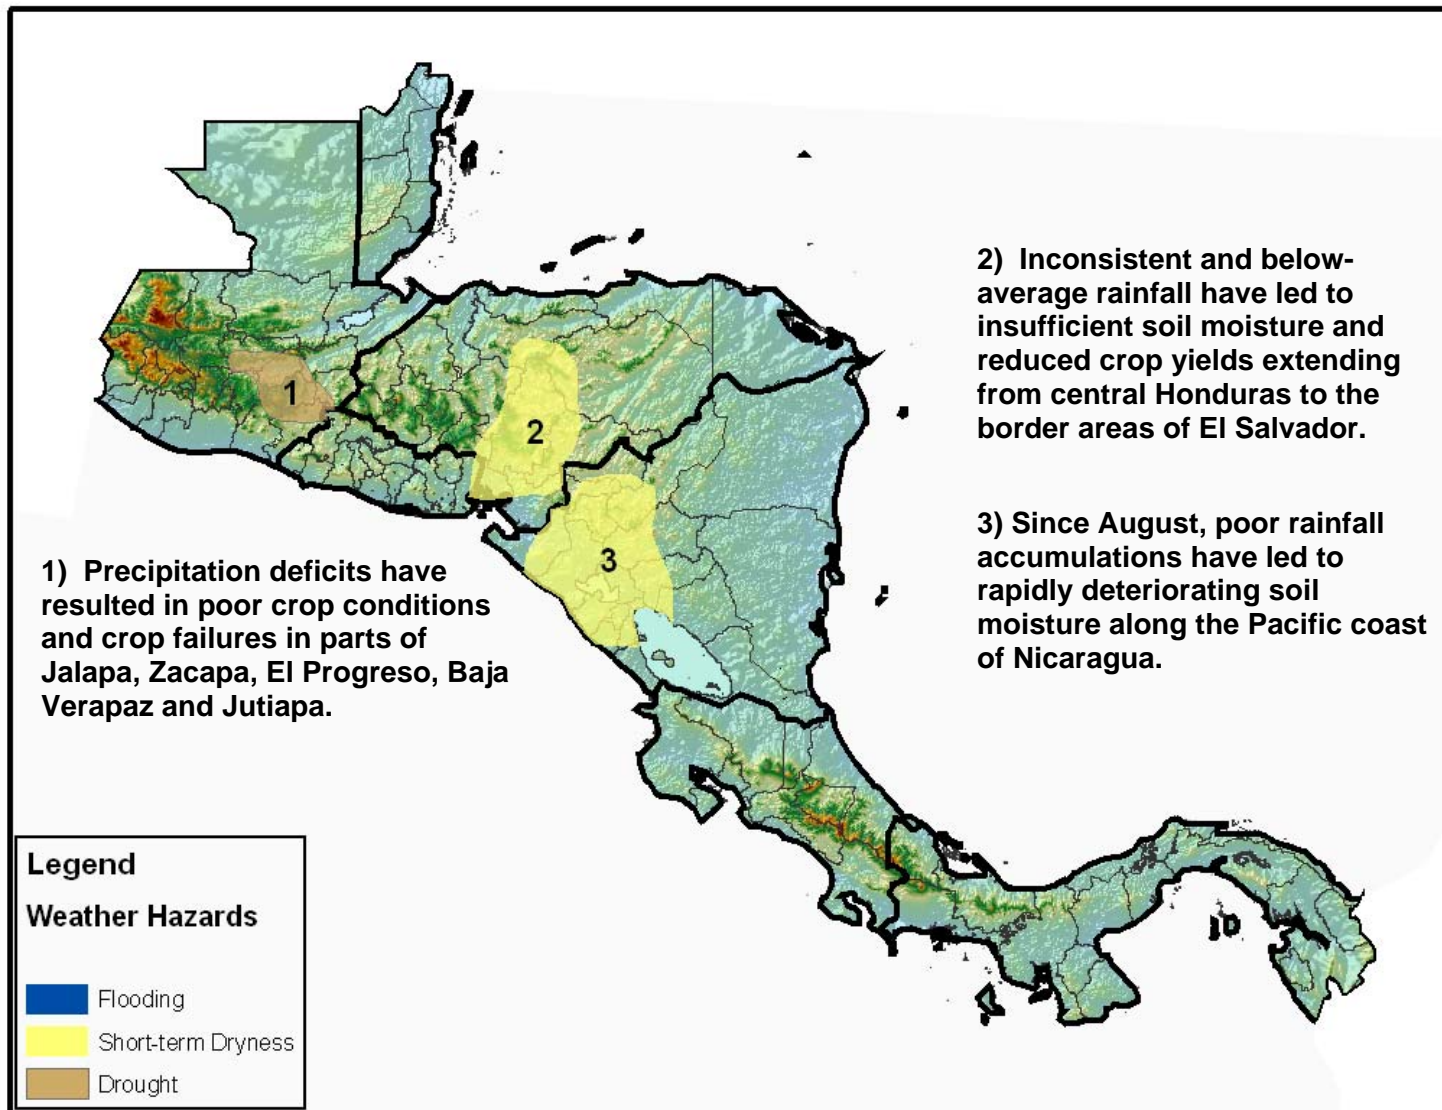 2)  Inconsistent and below-
average rainfall have led to
insufficient soil moisture and
reduced crop yields extending
from central Honduras to the
border areas of El Salvador.
1
2
3) Since August, poor rainfall
accumulations have led to
rapidly deteriorating soil
moisture along the Pacific coast
of Nicaragua.
3
1)  Precipitation deficits have
resulted in poor crop conditions
and crop failures in parts of
Jalapa, Zacapa, El Progreso, Baja
Verapaz and Jutiapa.
Legend
Weather Hazards
Flooding
Short-term Dryness
Drought